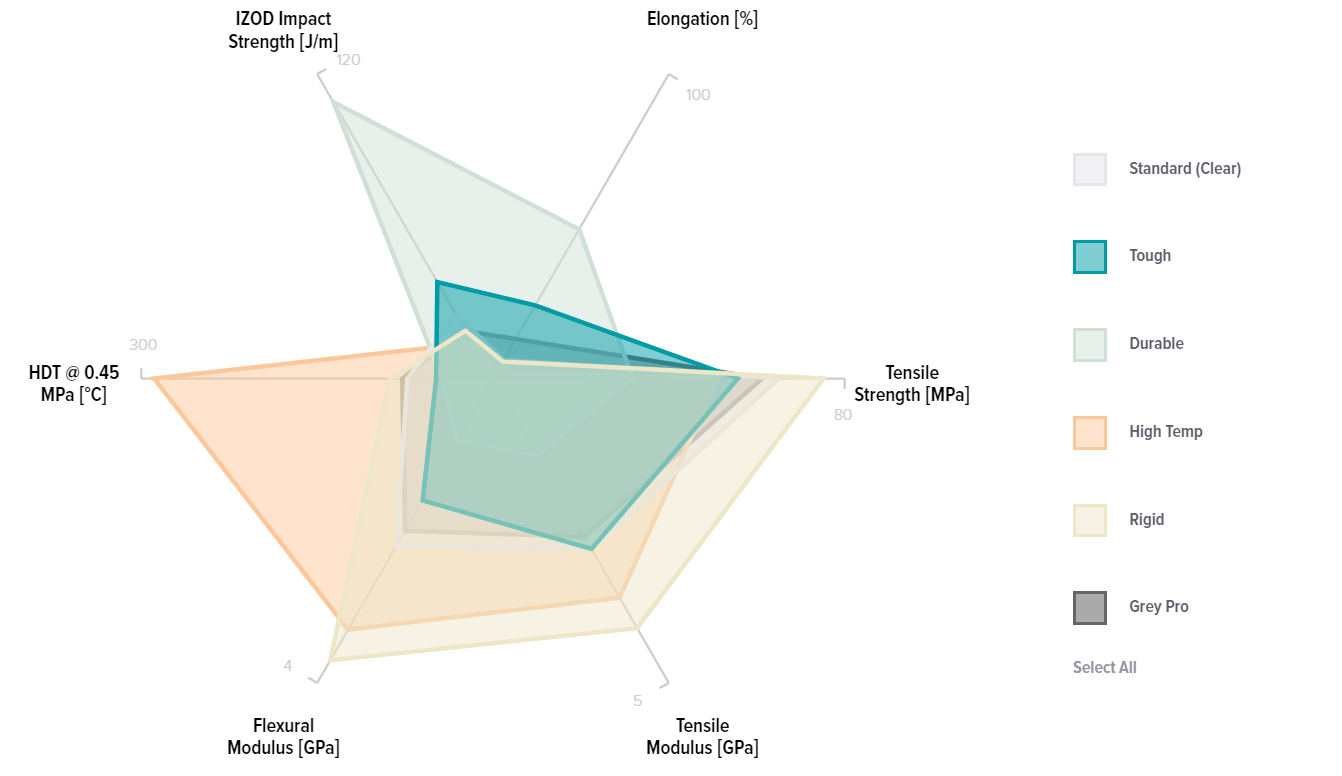 IZOD Impact
Strength [J/m]
120
Elongation [%]
100
300
HDT @ 0.45
MPa [°C]
Tensile
Strength [MPa]
80
4
Flexural
Modulus [GPa]
5
Tensile
Modulus [GPa]
Standard (Clear)
Tough
Durable
High Temp
Rigid
Grey Pro
Select All